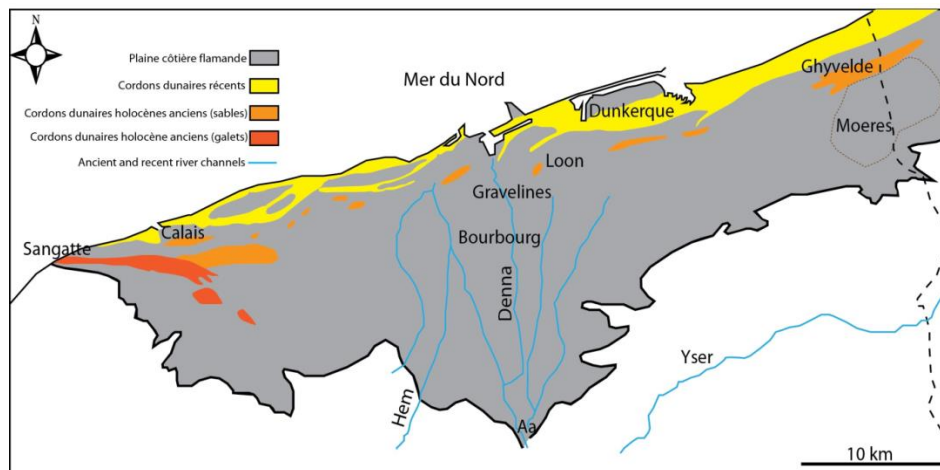 N
Plaine côtière flamande
Cordons dunaires récents
Cordons dunaires holocènes anciens (sables)
Cordons dunaires holocène anciens (galets)
Ancient and recent river channels
Mer du Nord
Ghyvelde
Dunkerque
Moeres
Loon
Gravelines
Calais
Bourbourg
Sangatte
Denna
Yser
Hem
Aa
10 km